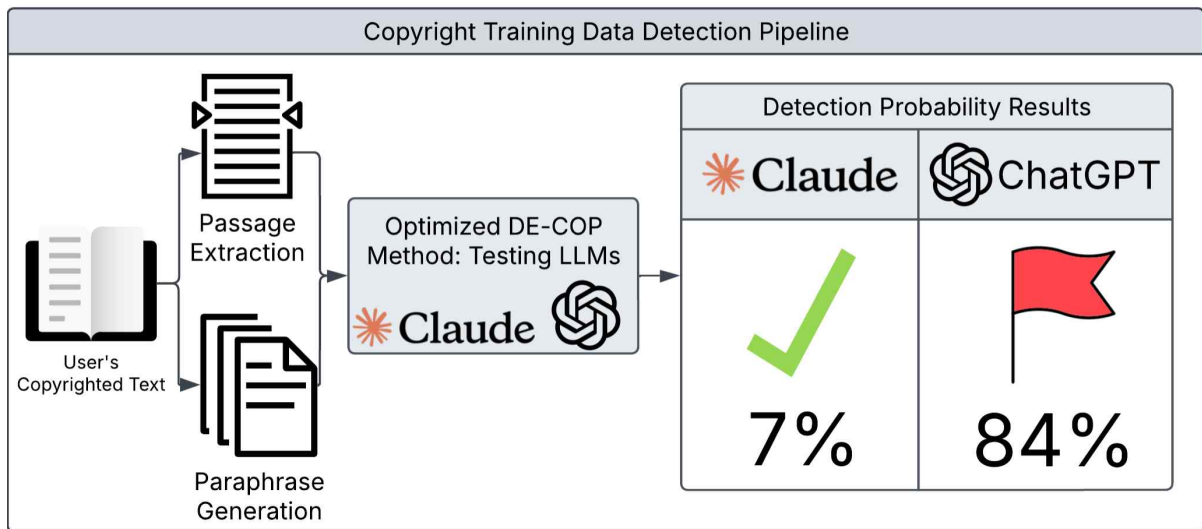 Copyright Training Data Detection Pipeline
User's
Copyrighted Text
Passage
Extraction
Paraphrase
Generation
Optimized DE-COP
Method: Testing LLMs
Claude
Detection Probability Results
Claude
ChatGPT
7%
84%